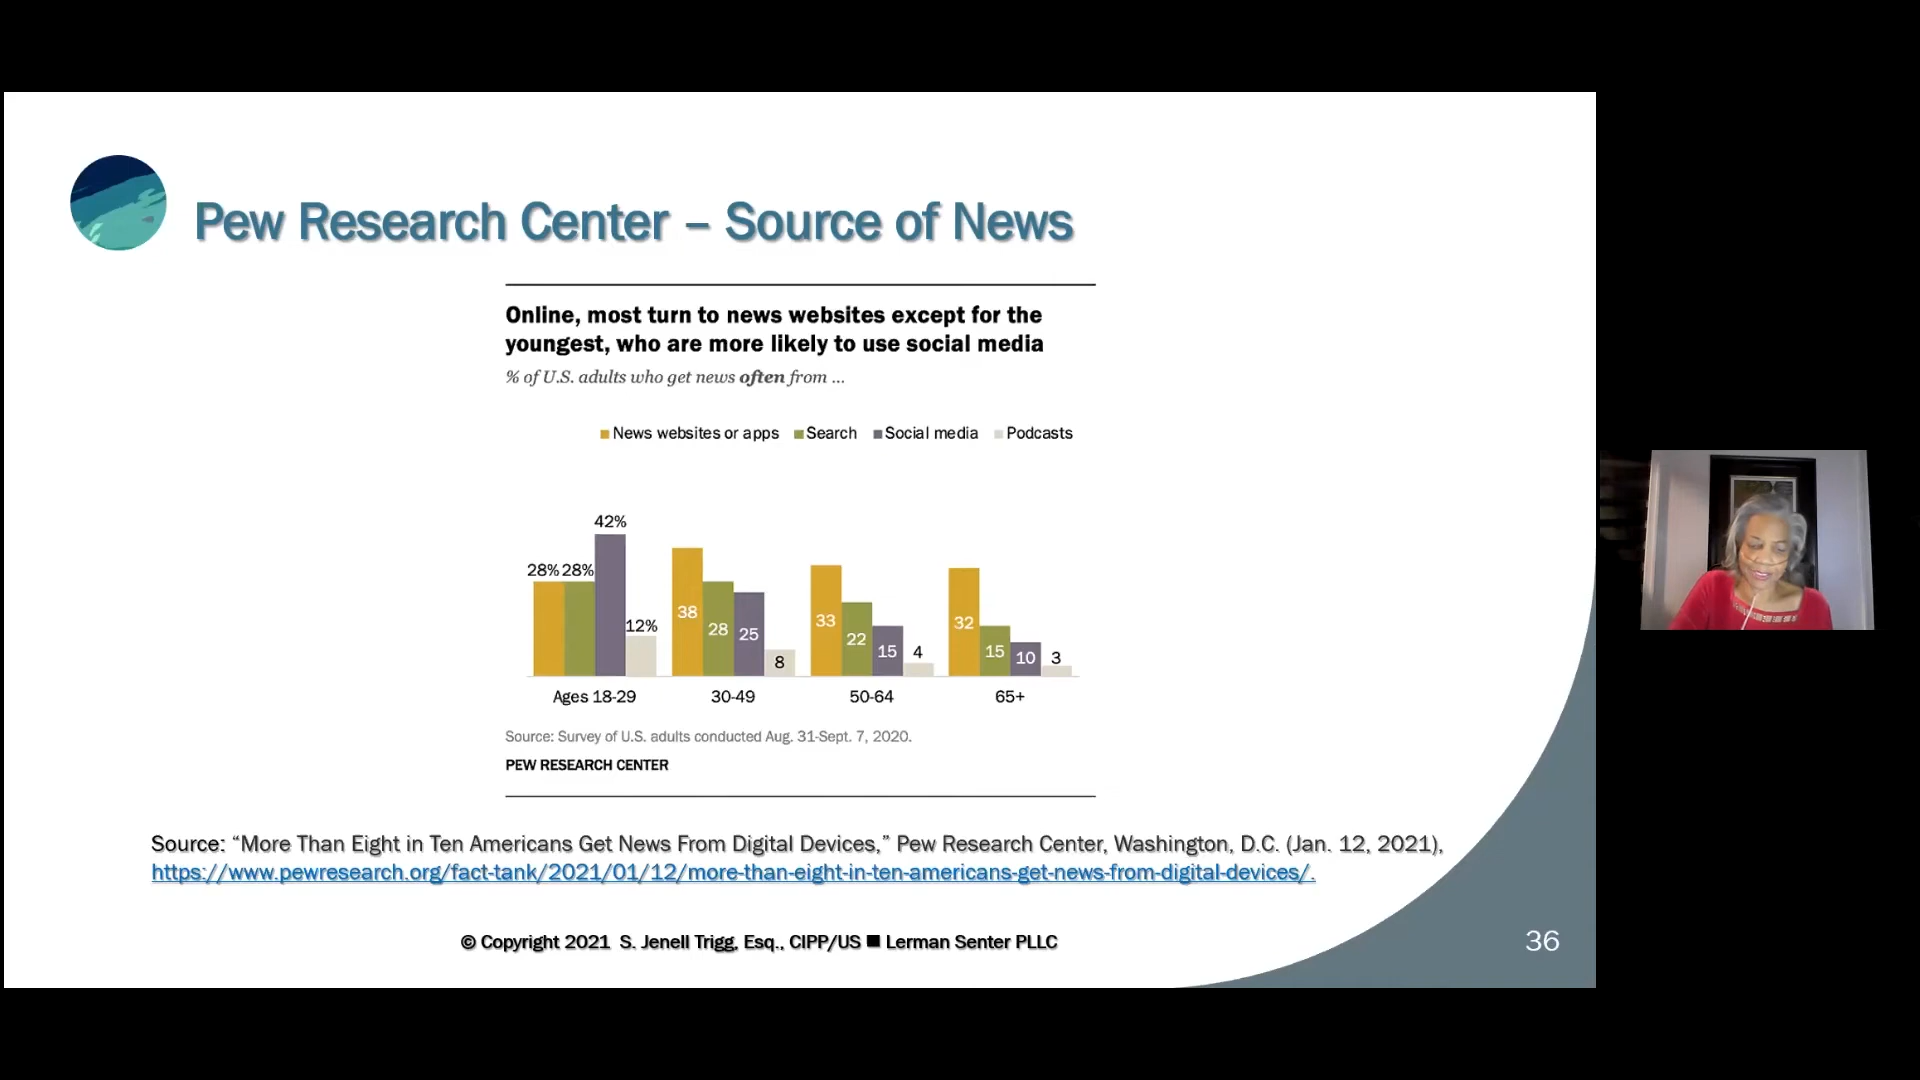 Pew Research Center – Source of News
Online, most turn to news websites except for the
youngest, who are more likely to use social media
% of U.S. adults who get news often from ...
News websites or apps Search Social media Podcasts
42%
28% 28%
12%
38 28 25 8
33 22 15 4
32 15 10 3
Ages 18-29 30-49 50-64 65+
Source: Survey of U.S. adults conducted Aug. 31-Sept. 7, 2020.
PEW RESEARCH CENTER
Source: “More Than Eight in Ten Americans Get News From Digital Devices,” Pew Research Center, Washington, D.C. (Jan. 12, 2021),
https://www.pewresearch.org/fact-tank/2021/01/12/more-than-eight-in-ten-americans-get-news-from-digital-devices/.
© Copyright 2021 S. Jenell Trigg, Esq., CIPP/US ■ Lerman Senter PLLC
36